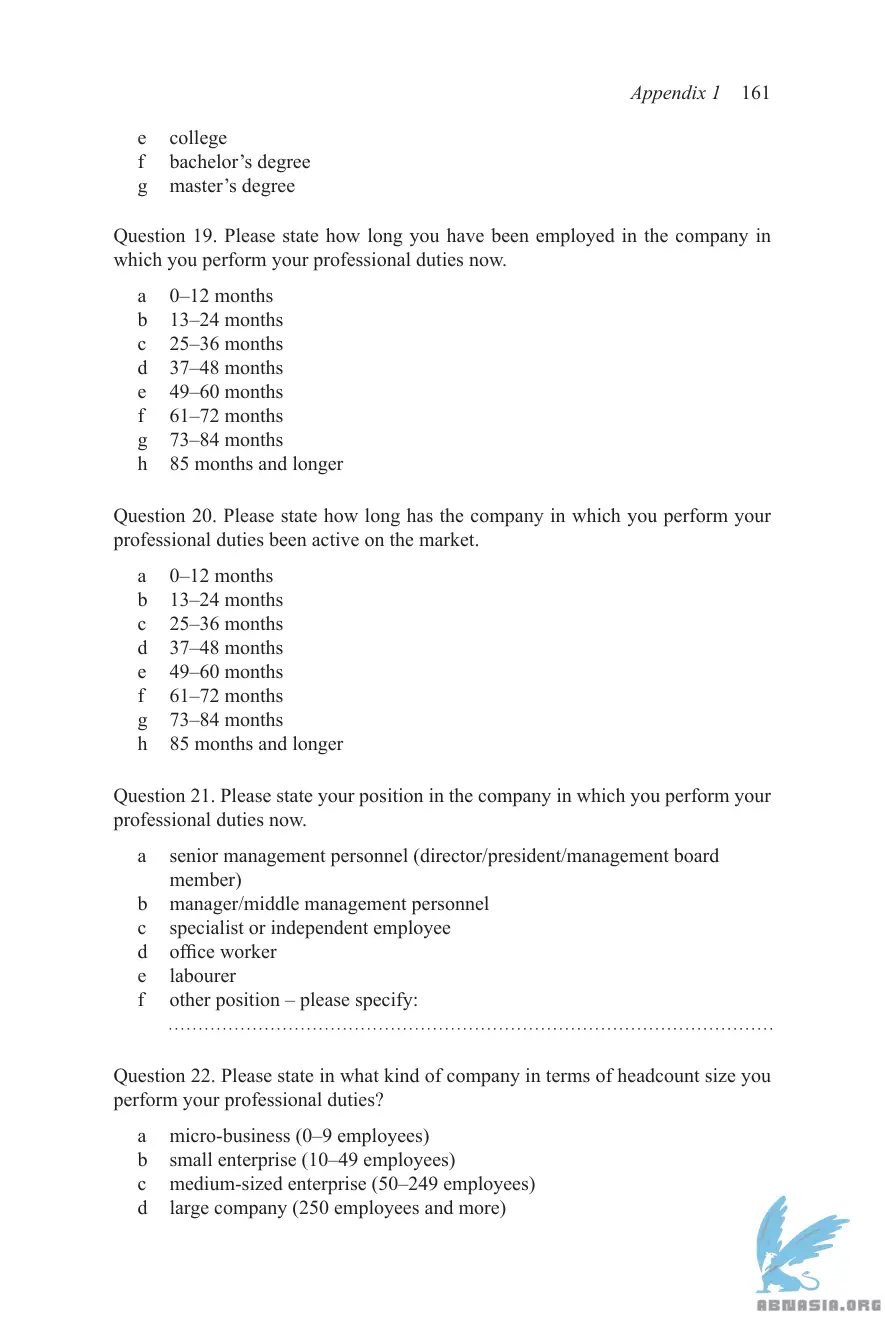 Appendix 1 161
e college
f bachelor’s degree
g master’s degree
Question 19. Please state how long you have been employed in the company in
which you perform your professional duties now.
a 0–12 months
b 13–24 months
c 25–36 months
d 37–48 months
e 49–60 months
f 61–72 months
g 73–84 months
h 85 months and longer
Question 20. Please state how long has the company in which you perform your
professional duties been active on the market.
a 0–12 months
b 13–24 months
c 25–36 months
d 37–48 months
e 49–60 months
f 61–72 months
g 73–84 months
h 85 months and longer
Question 21. Please state your position in the company in which you perform your
professional duties now.
a senior management personnel (director/president/management board
member)
b manager/middle management personnel
c specialist or independent employee
d office worker
e labourer
f other position – please specify:
Question 22. Please state in what kind of company in terms of headcount size you
perform your professional duties?
a micro-business (0–9 employees)
b small enterprise (10–49 employees)
c medium-sized enterprise (50–249 employees)
d large company (250 employees and more)
ABNASIA.ORG